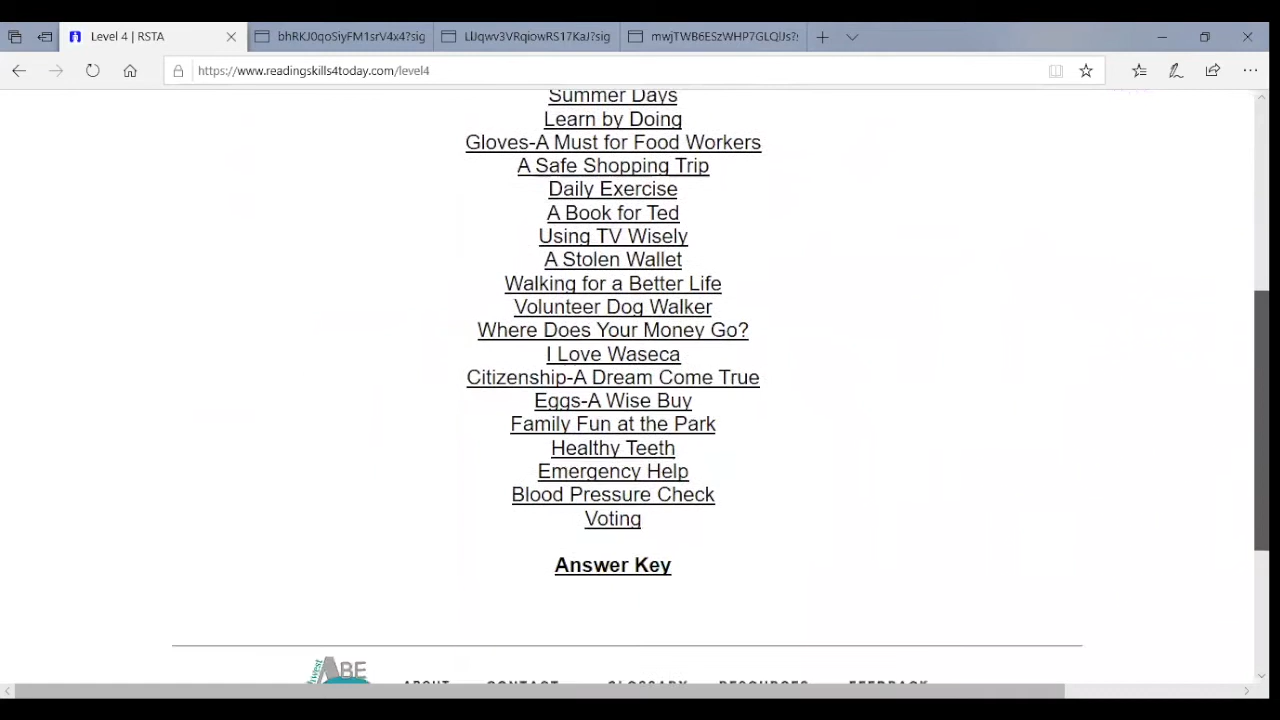 Level 4 | RSTA
bhRKJ0qoSiyFM1srV4x4?sig
mwjTWB6ESzWHP7GLQlJs?s
https://www.readingskills4today.com/level4
Summer Days
Learn by Doing
Gloves-A Must for Food Workers
A Safe Shopping Trip
Daily Exercise
A Book for Ted
Using TV Wisely
A Stolen Wallet
Walking for a Better Life
Volunteer Dog Walker
Where Does Your Money Go?
I Love Waseca
Citizenship-A Dream Come True
Eggs-A Wise Buy
Family Fun at the Park
Healthy Teeth
Emergency Help
Blood Pressure Check
Voting
Answer Key
ABE
ABOUT CONTACT GLOSSARY RESOURCES FEEDBACK